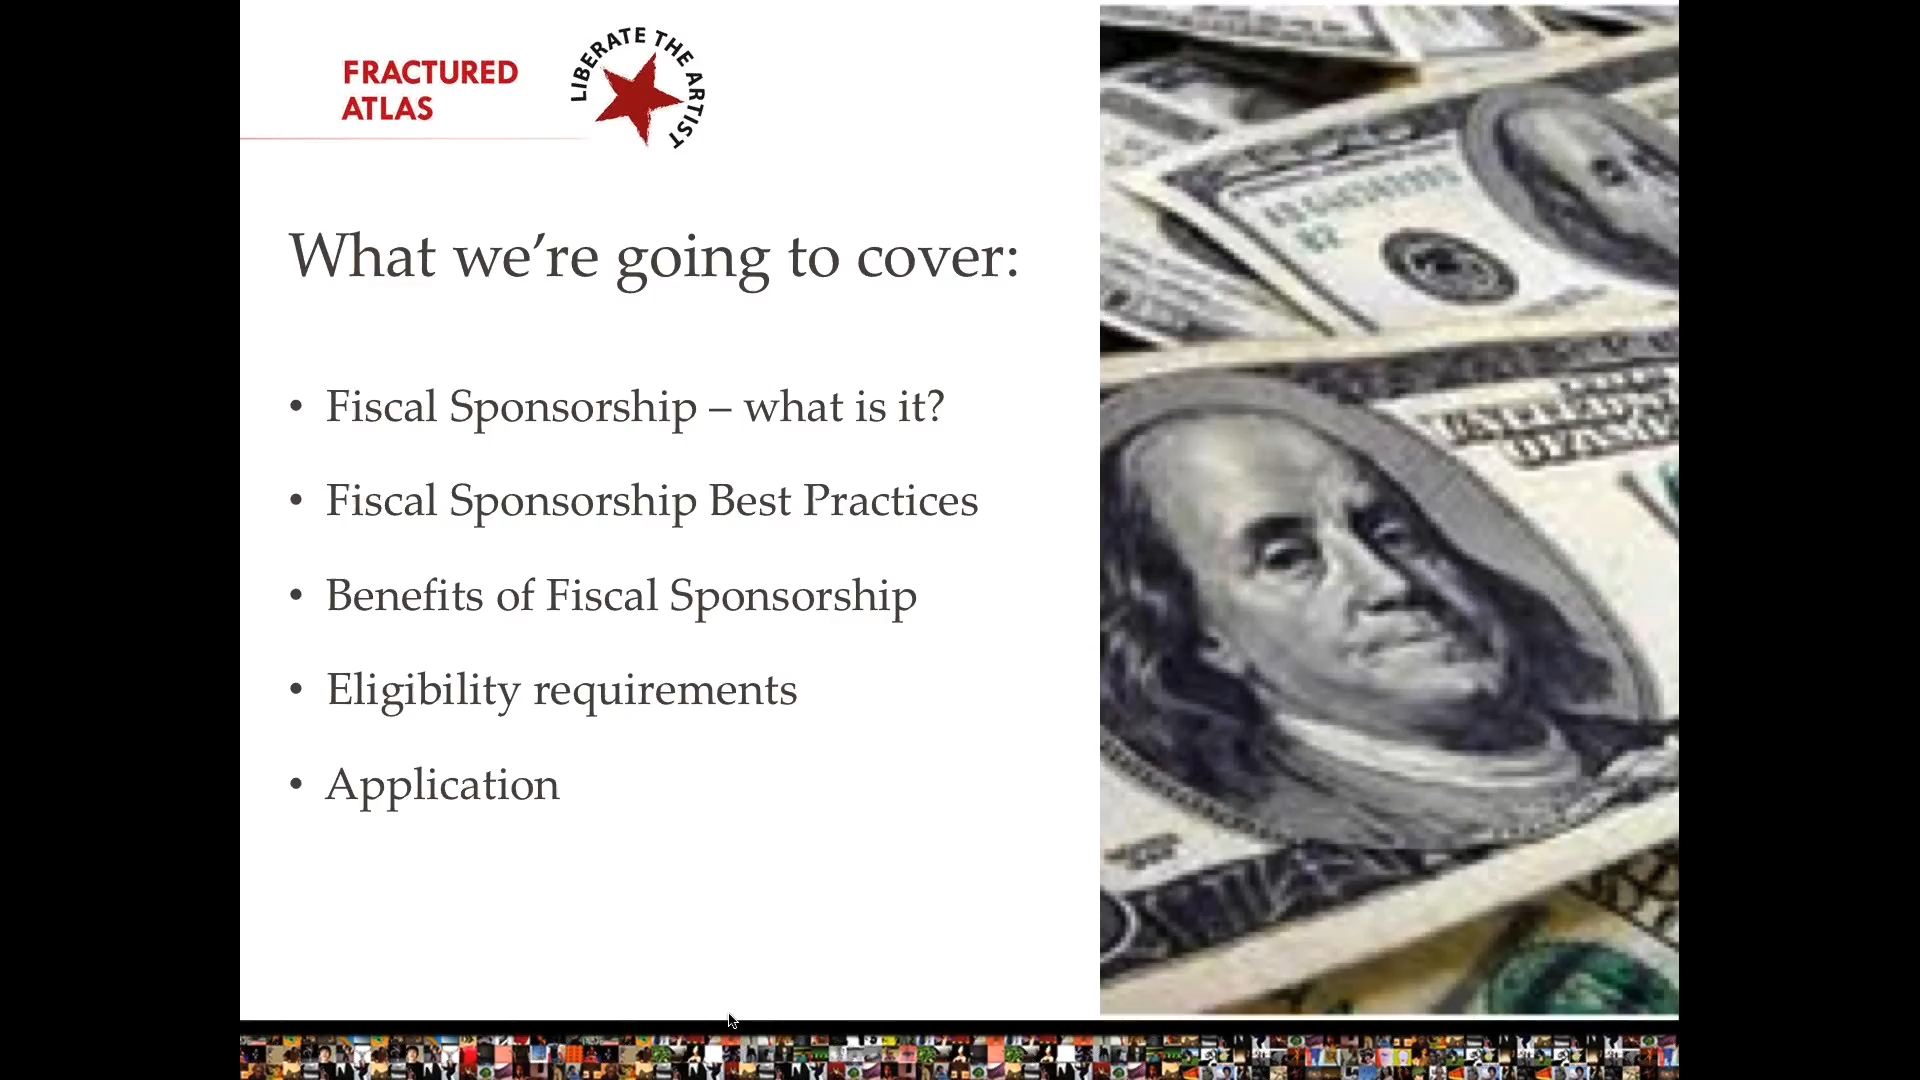 FRACTURED
ATLAS
LIBERATE THE ARTIST
What we're going to cover:
• Fiscal Sponsorship – what is it?
• Fiscal Sponsorship Best Practices
• Benefits of Fiscal Sponsorship
• Eligibility requirements
• Application